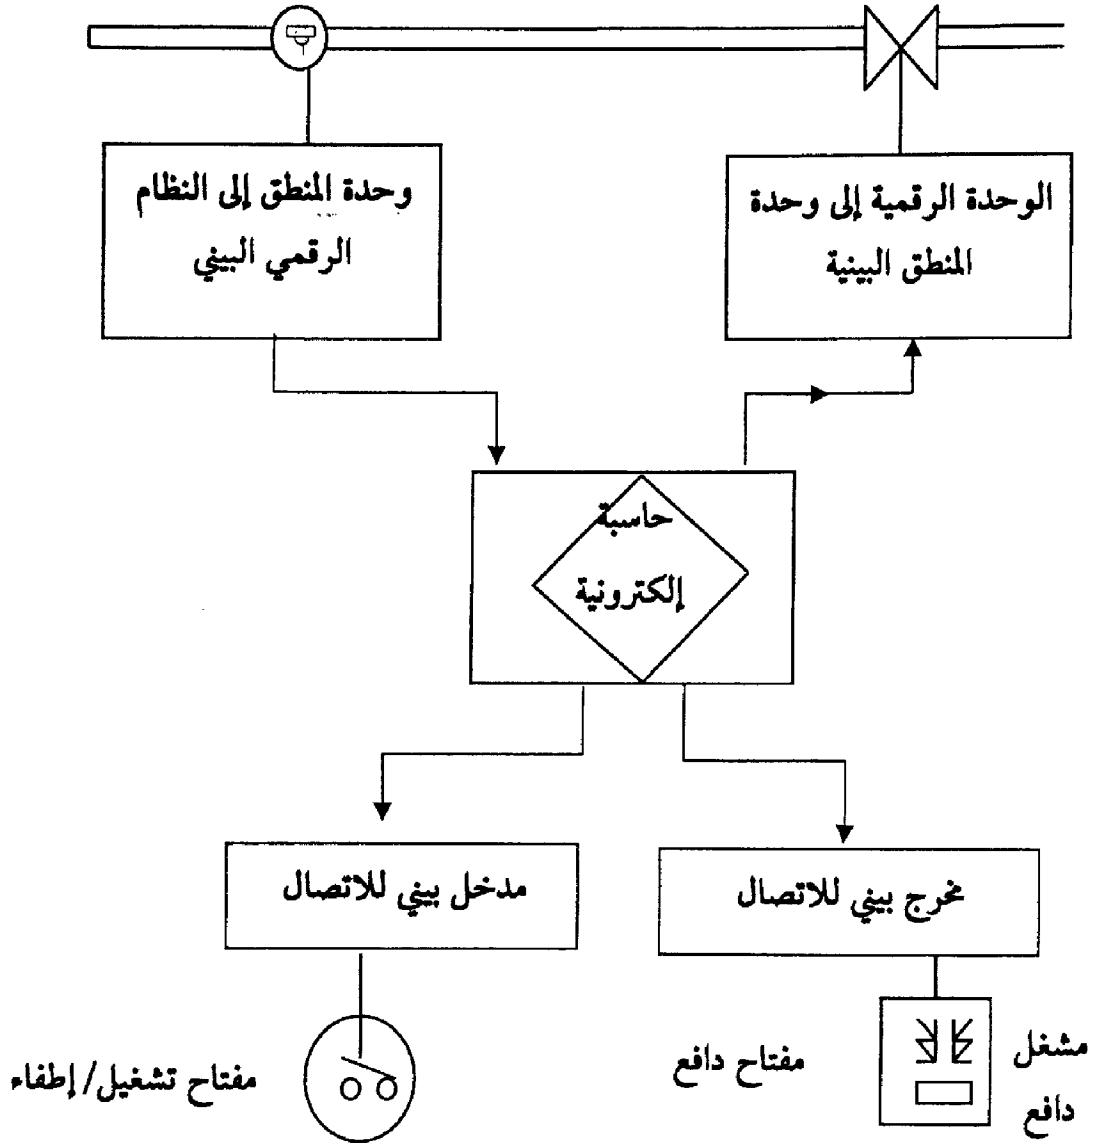 وحدة المنطق إلى النظام
الرقمي البيني
الوحدة الرقمية إلى وحدة
المنطق البينية
حاسبة
إلكترونية
مدخل بيني للاتصال
مخرج بيني للاتصال
مفتاح تشغيل/إطفاء
مفتاح دافع
مشغل
دافع